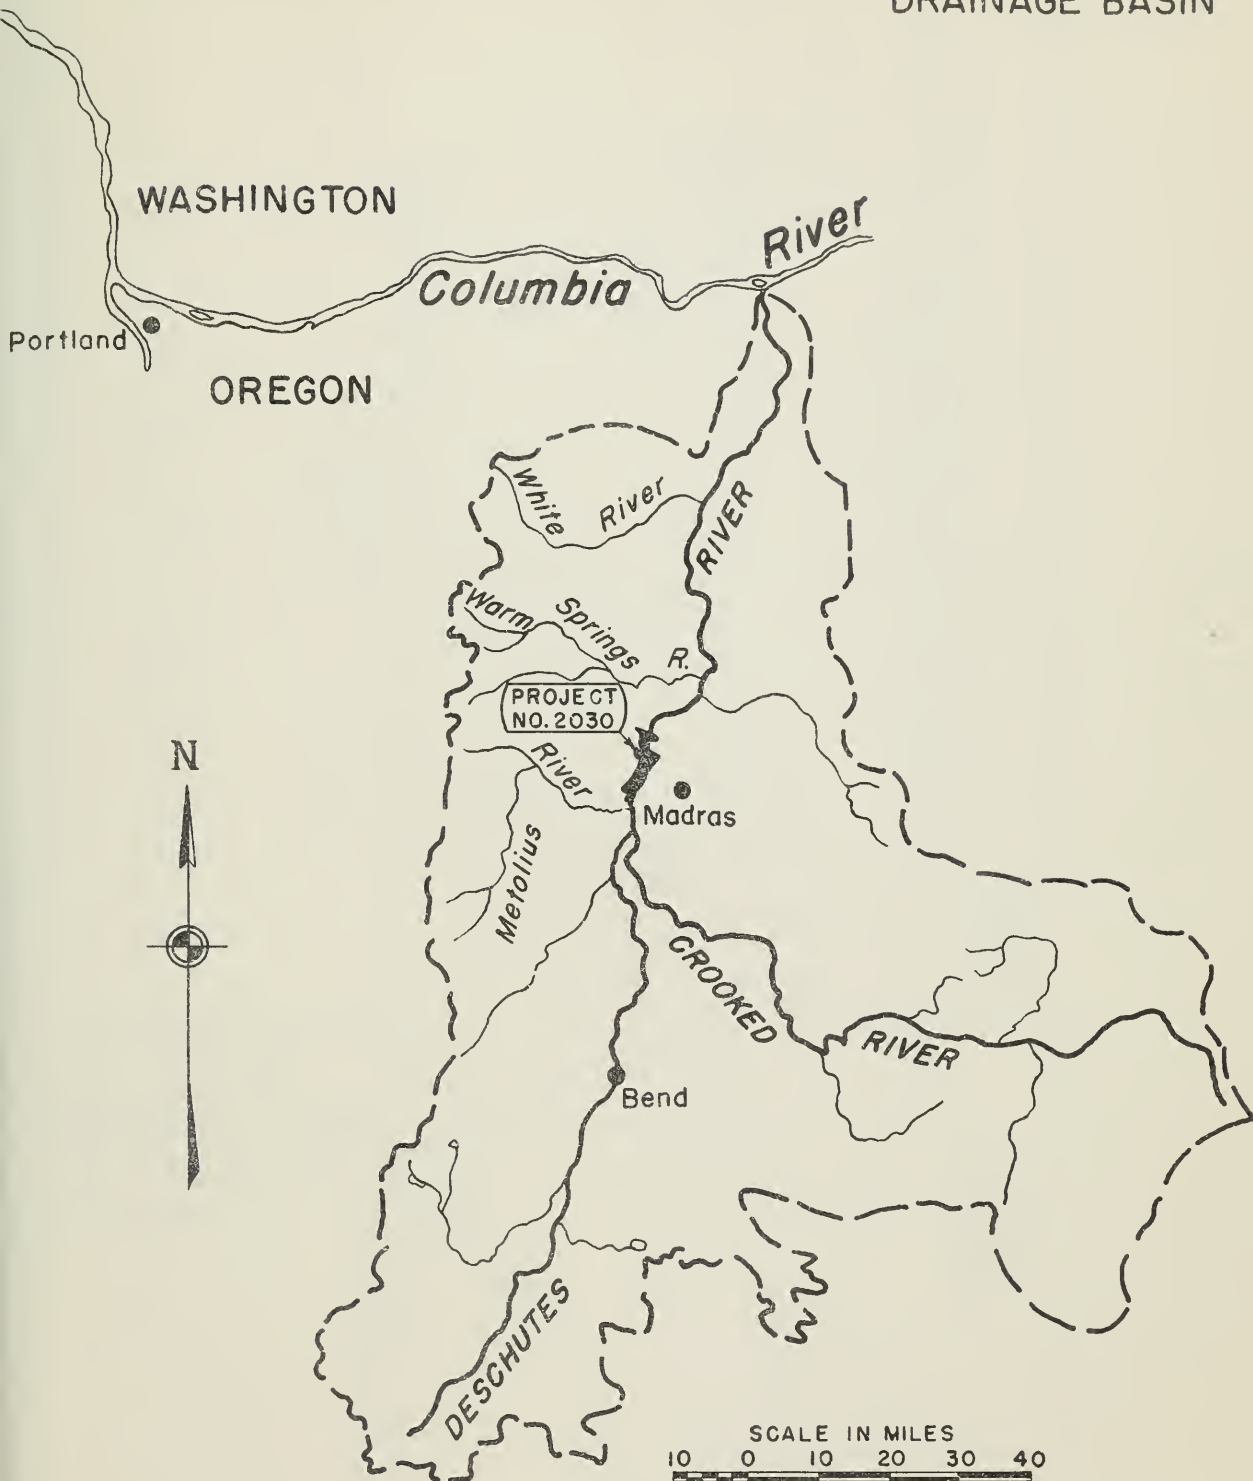 DRAINAGE BASIN
WASHINGTON
River
Columbia
Portland
OREGON
White River
RIVER
Warm Springs R.
PROJECT
NO. 2030
N
River
Madras
Metolius
CROOKED
RIVER
Bend
DESCHUTES
SCALE IN MILES
10 0 10 20 30 40